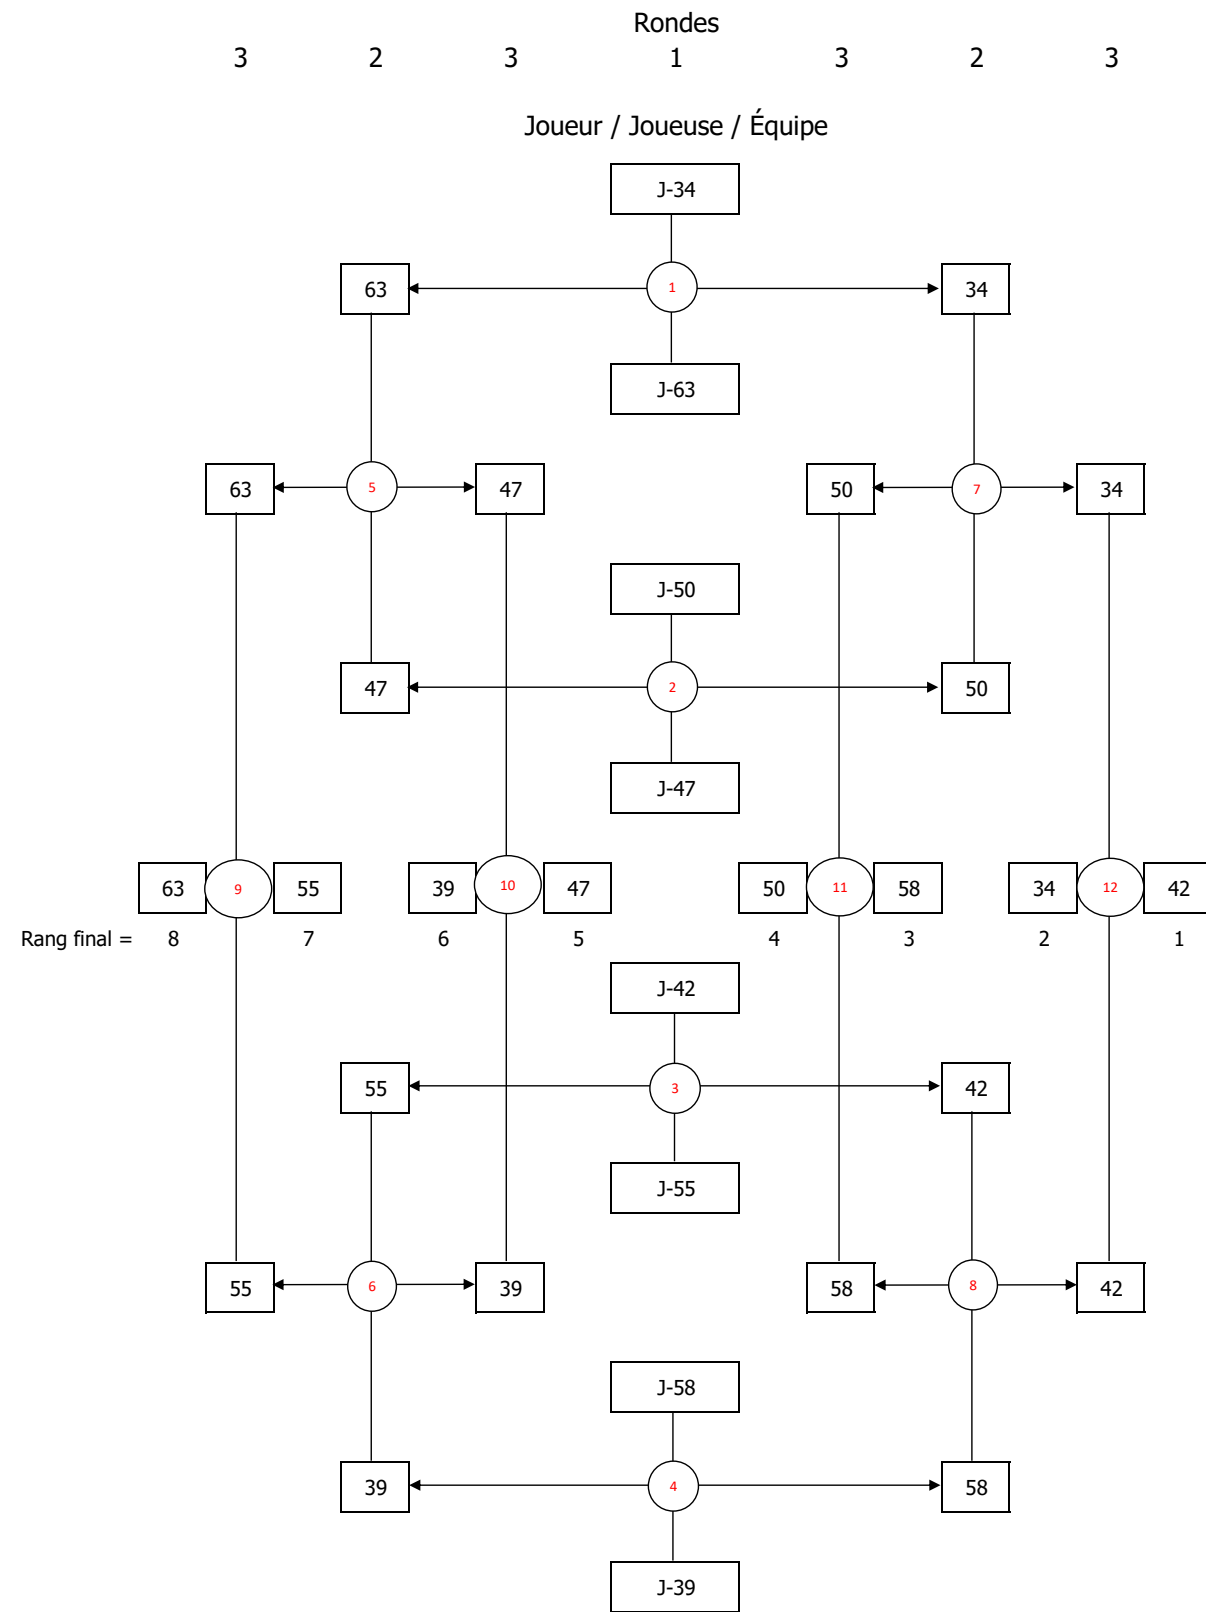 Rondes
3 2 3 1 3 2 3
Joueur / Joueuse / Équipe
J-34
63 1 34
J-63
63 5 47 50 7 34
J-50
47 2 50
J-47
63 9 55 39 10 47 50 11 58 34 12 42
Rang final = 8 7 6 5 4 3 2 1
J-42
55 3 42
J-55
55 6 39 58 8 42
J-58
39 4 58
J-39